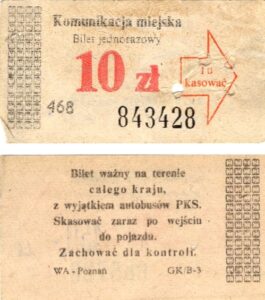 Komunikacja miejska
Bilet jednorazowy
10 zł
Tu
kasować
468
843428
Bilet ważny na terenie
całego kraju,
z wyjątkiem autobusów PKS.
Skasować zaraz po wejściu
do pojazdu.
Zachować dla kontroli.
WA - Poznań GK/B-3